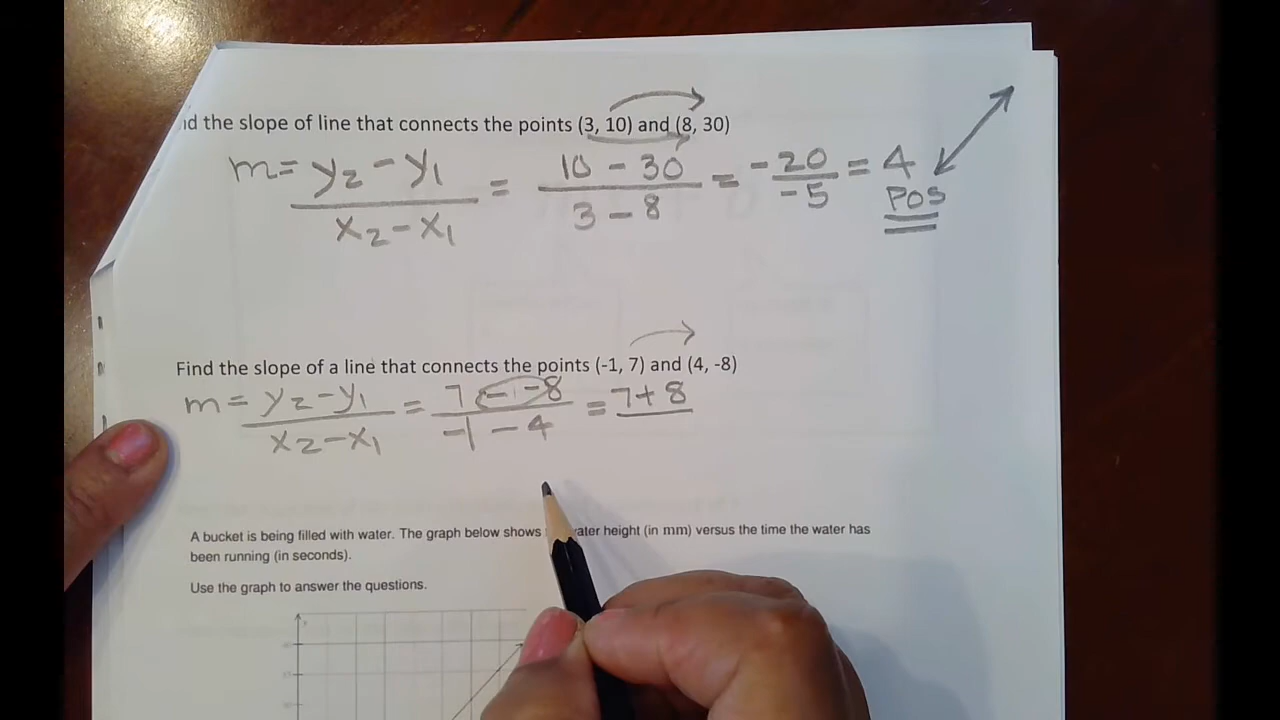 d the slope of line that connects the points (3, 10) and (8, 30)
m = y2 - y1 / x2 - x1 = 10 - 30 / 3 - 8 = -20 / -5 = 4
POS
Find the slope of a line that connects the points (-1, 7) and (4, -8)
m = y2 - y1 / x2 - x1 = 7 - -8 / -1 - 4 = 7 + 8
A bucket is being filled with water. The graph below shows ater height (in mm) versus the time the water has
been running (in seconds).
Use the graph to answer the questions.